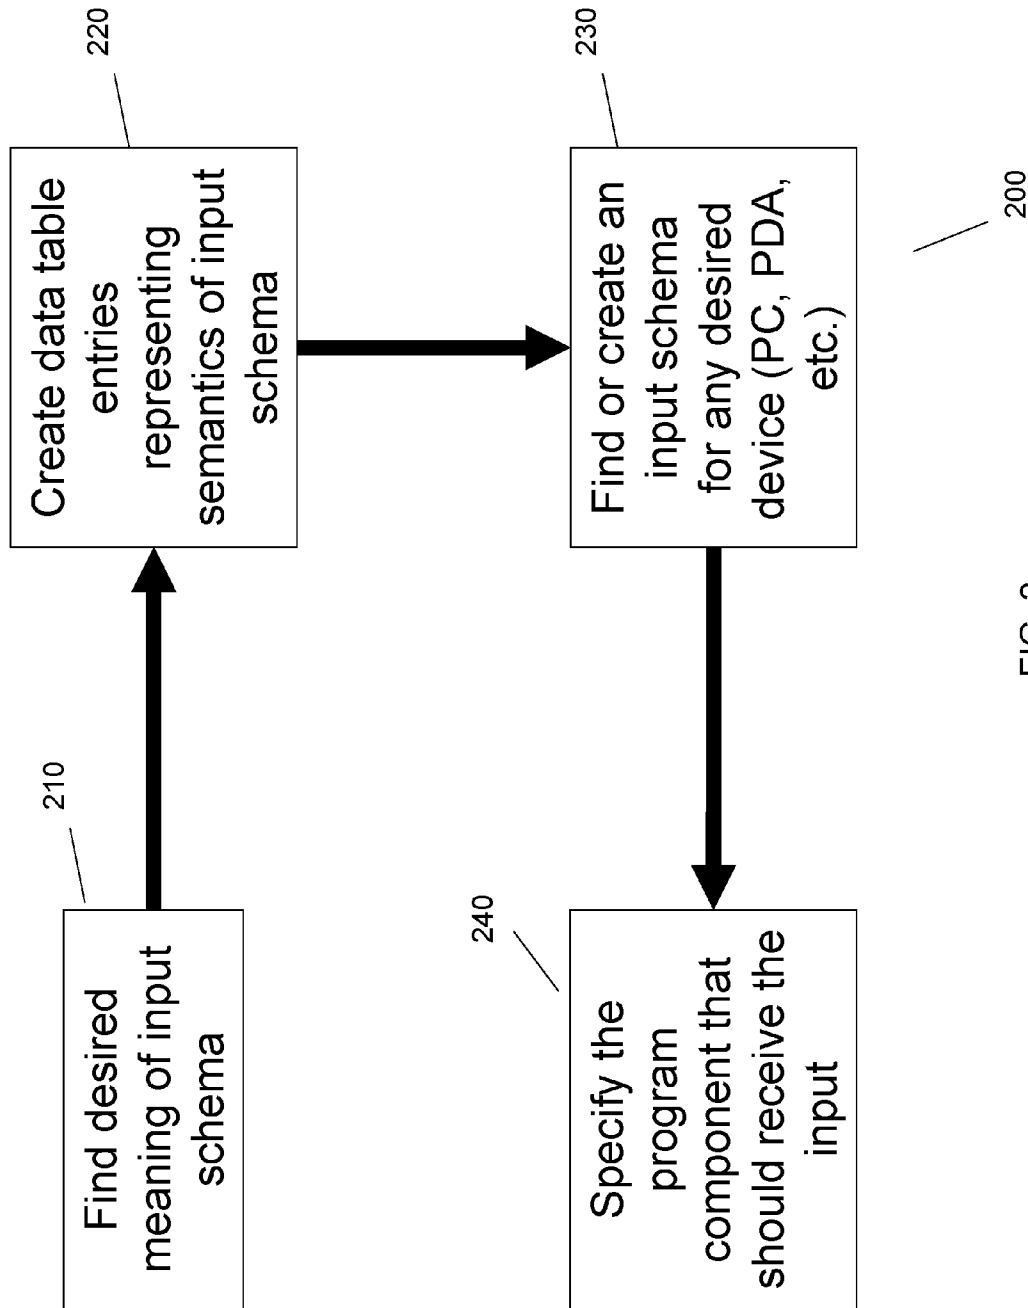 210
Find desired
meaning of input
schema
220
Create data table
entries
representing
semantics of input
schema
230
Find or create an
input schema
for any desired
device (PC, PDA,
etc.)
240
Specify the
program
component that
should receive the
input
200
FIG.